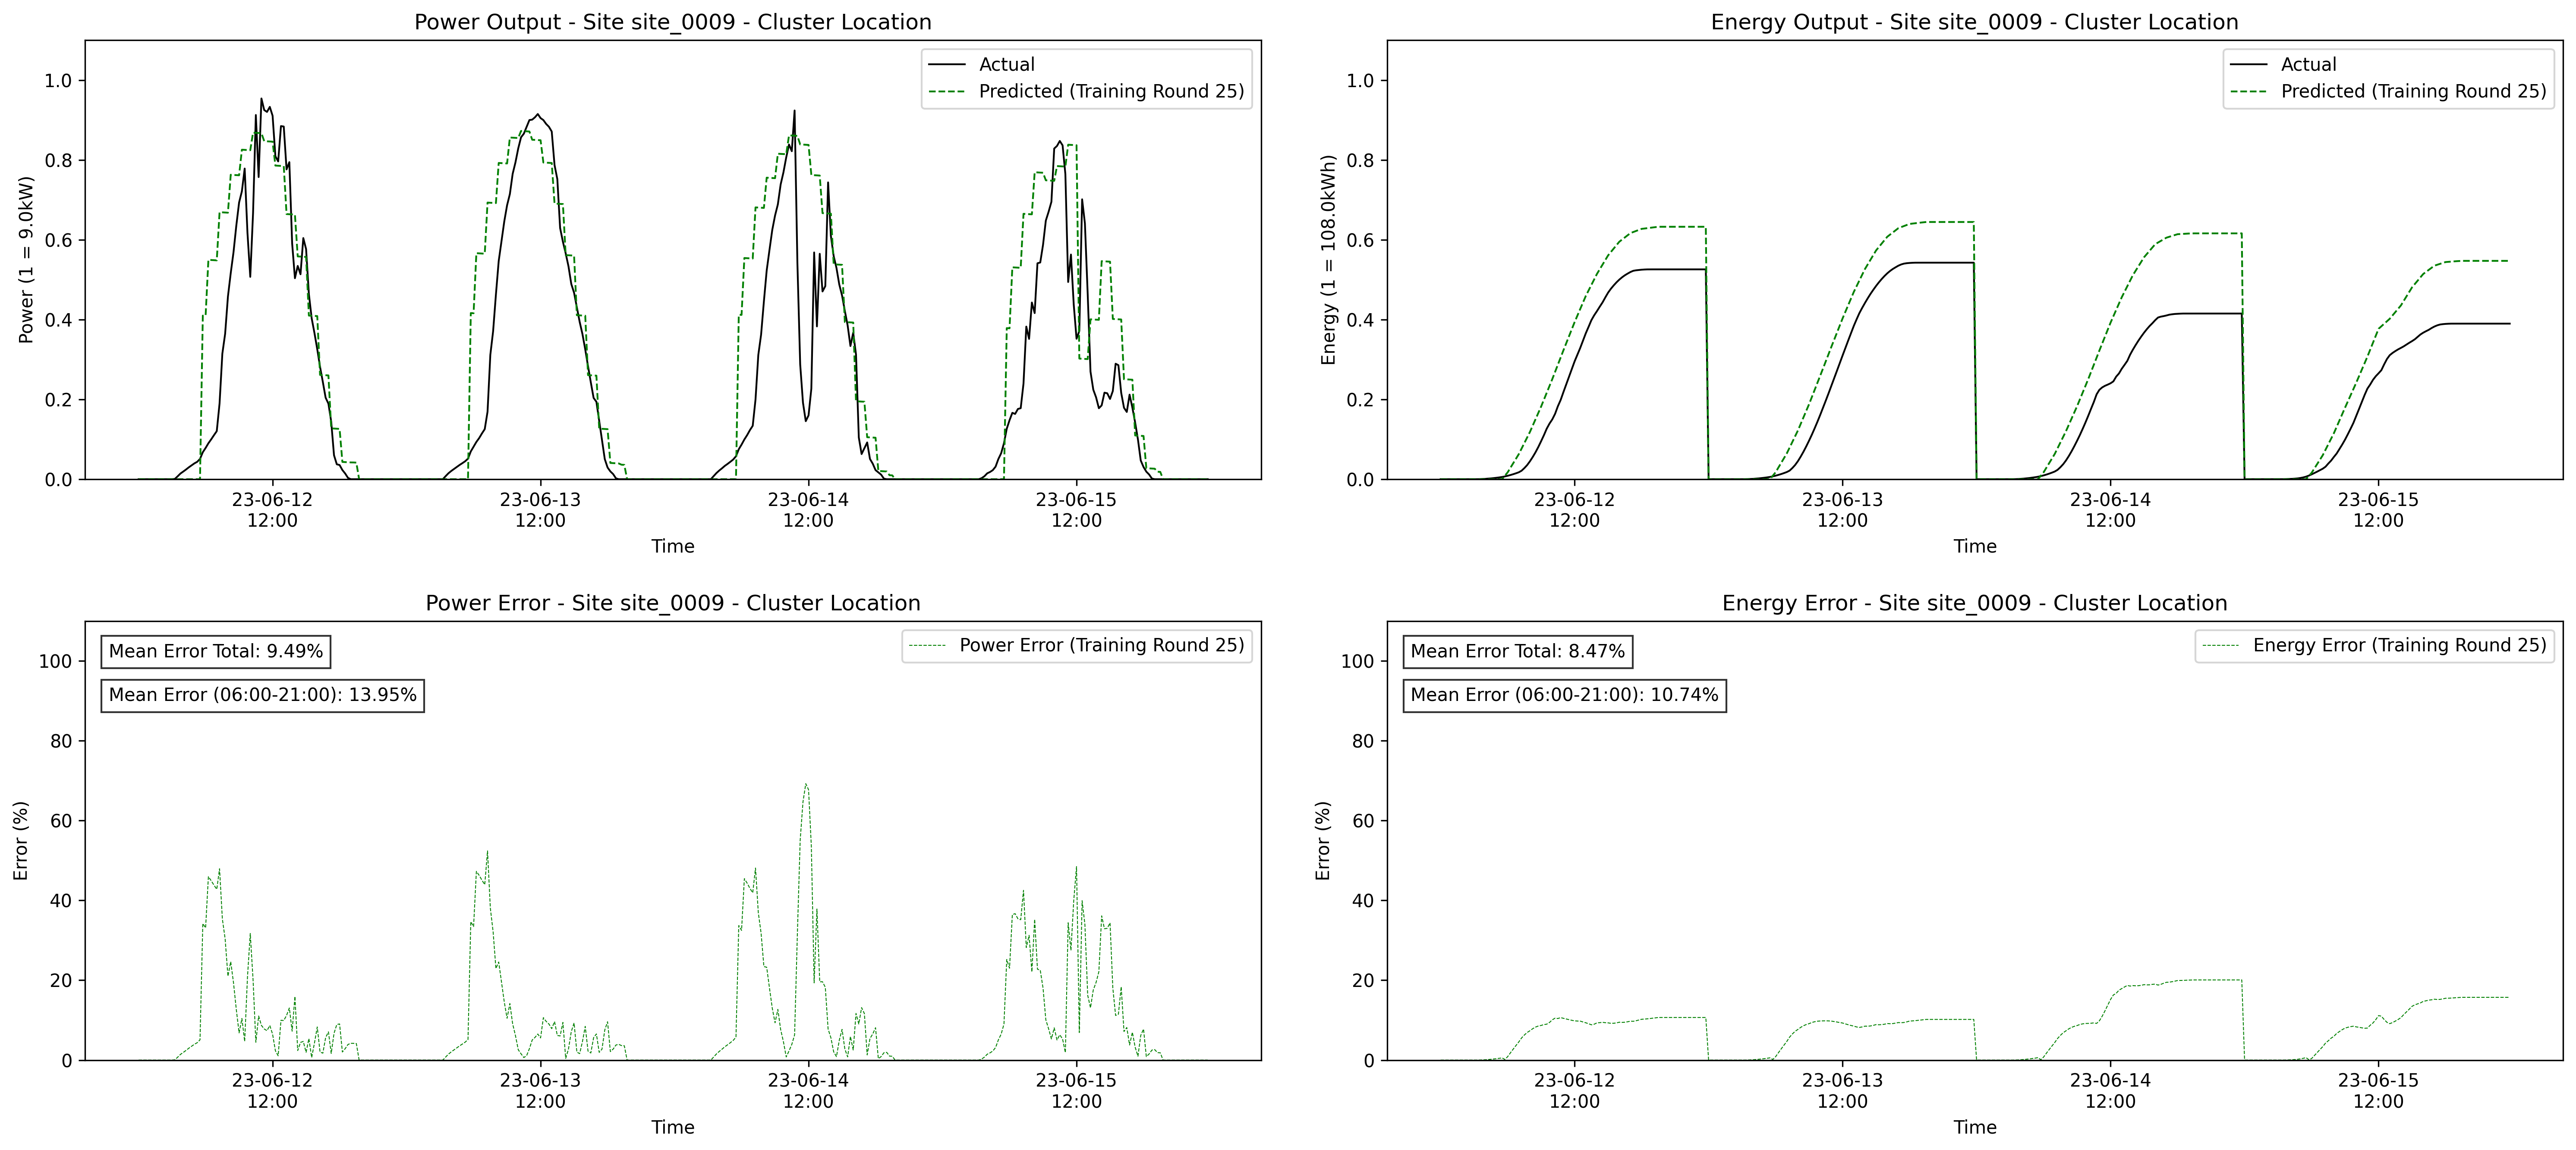 Power Output - Site site_0009 - Cluster Location
Actual
Predicted (Training Round 25)
1.0
0.8
0.6
0.4
0.2
0.0
Power (1 = 9.0kW)
23-06-12
12:00
23-06-13
12:00
23-06-14
12:00
23-06-15
12:00
Time
Energy Output - Site site_0009 - Cluster Location
Actual
Predicted (Training Round 25)
1.0
0.8
0.6
0.4
0.2
0.0
Energy (1 = 108.0kWh)
23-06-12
12:00
23-06-13
12:00
23-06-14
12:00
23-06-15
12:00
Time
Power Error - Site site_0009 - Cluster Location
Mean Error Total: 9.49%
Mean Error (06:00-21:00): 13.95%
Power Error (Training Round 25)
100
80
60
40
20
0
Error (%)
23-06-12
12:00
23-06-13
12:00
23-06-14
12:00
23-06-15
12:00
Time
Energy Error - Site site_0009 - Cluster Location
Mean Error Total: 8.47%
Mean Error (06:00-21:00): 10.74%
Energy Error (Training Round 25)
100
80
60
40
20
0
Error (%)
23-06-12
12:00
23-06-13
12:00
23-06-14
12:00
23-06-15
12:00
Time